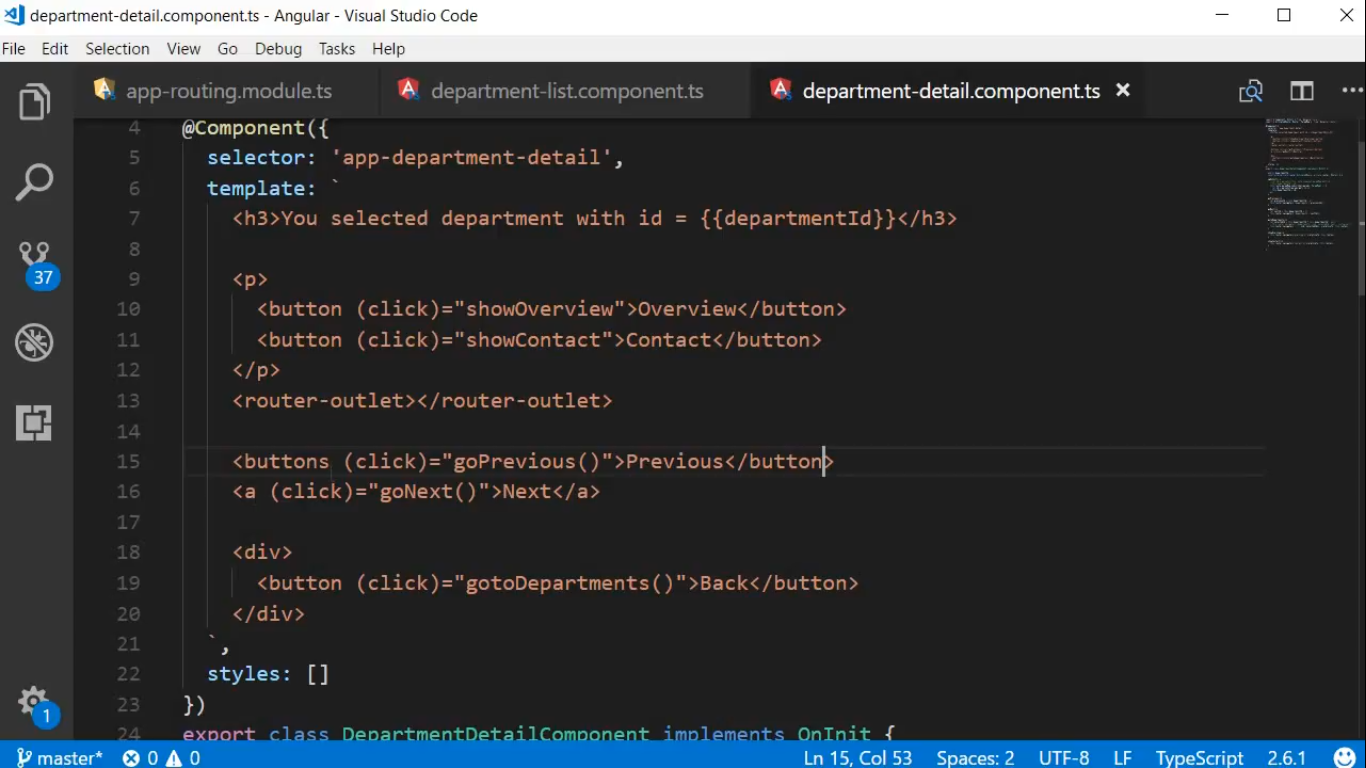 department-detail.component.ts - Angular - Visual Studio Code
File Edit Selection View Go Debug Tasks Help
app-routing.module.ts department-list.component.ts department-detail.component.ts
4 @Component({
5 selector: 'app-department-detail',
6 template: `
7 <h3>You selected department with id = {{departmentId}}</h3>
8
9 <p>
10 <button (click)="showOverview">Overview</button>
11 <button (click)="showContact">Contact</button>
12 </p>
13 <router-outlet></router-outlet>
14
15 <buttons (click)="goPrevious()">Previous</button>
16 <a (click)="goNext()">Next</a>
17
18 <div>
19 <button (click)="gotoDepartments()">Back</button>
20 </div>
21 `,
22 styles: []
23 })
24 export class DepartmentDetailComponent implements OnInit {
37
1
master* 0 0 Ln 15, Col 53 Spaces: 2 UTF-8 LF TypeScript 2.6.1